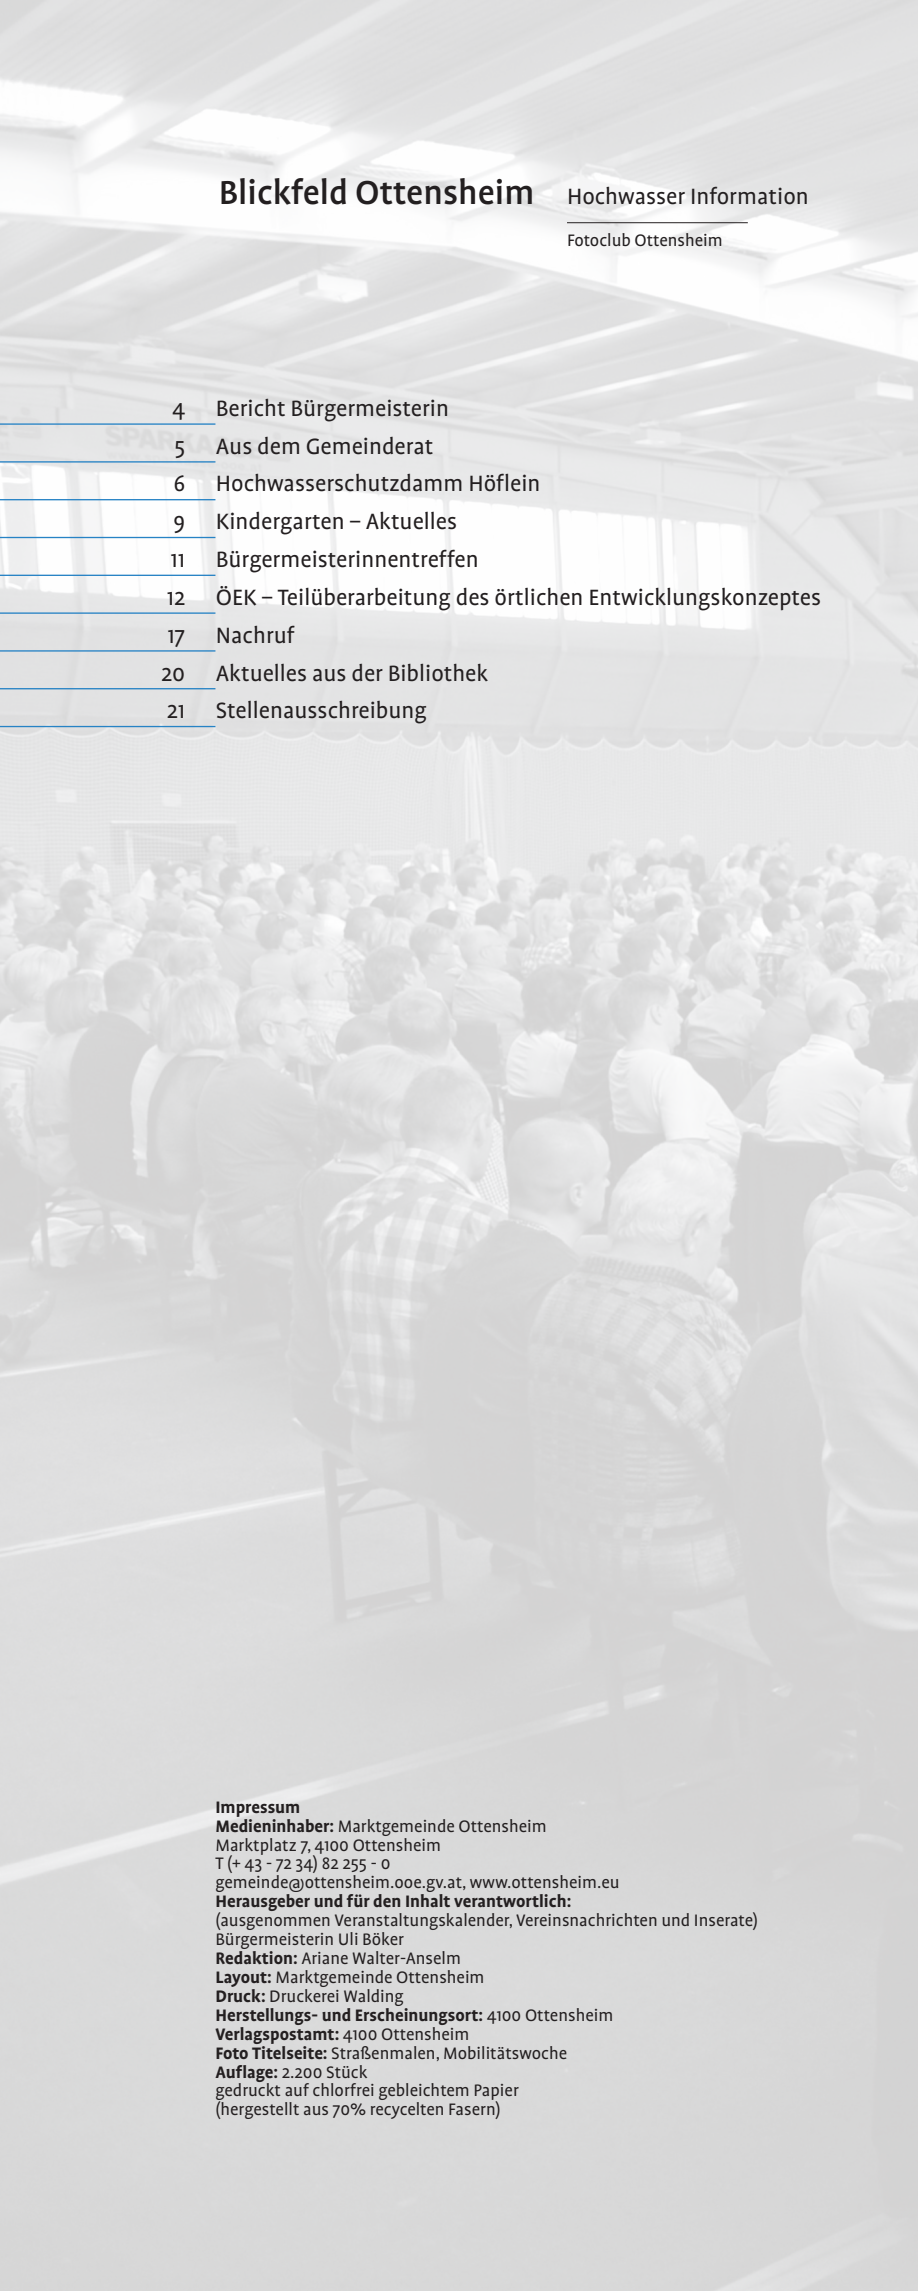 Blickfeld Ottensheim
Hochwasser Information
Fotoclub Ottensheim
4 Bericht Bürgermeisterin
5 Aus dem Gemeinderat
6 Hochwasserschutzdamm Höflein
9 Kindergarten – Aktuelles
11 Bürgermeisterinnentreffen
12 ÖEK – Teilüberarbeitung des örtlichen Entwicklungskonzeptes
17 Nachruf
20 Aktuelles aus der Bibliothek
21 Stellenausschreibung
Impressum
Medieninhaber: Marktgemeinde Ottensheim
Marktplatz 7, 4100 Ottensheim
T (+ 43 - 72 34) 82 255 - 0
gemeinde@ottensheim.ooe.gv.at, www.ottensheim.eu
Herausgeber und für den Inhalt verantwortlich:
(ausgenommen Veranstaltungskalender, Vereinsnachrichten und Inserate)
Bürgermeisterin Uli Böker
Redaktion: Ariane Walter-Anselm
Layout: Marktgemeinde Ottensheim
Druck: Druckerei Walding
Herstellungs- und Erscheinungsort: 4100 Ottensheim
Verlagspostamt: 4100 Ottensheim
Foto Titelseite: Straßenmalen, Mobilitätswoche
Auflage: 2.200 Stück
gedruckt auf chlorfrei gebleichtem Papier
(hergestellt aus 70% recycelten Fasern)